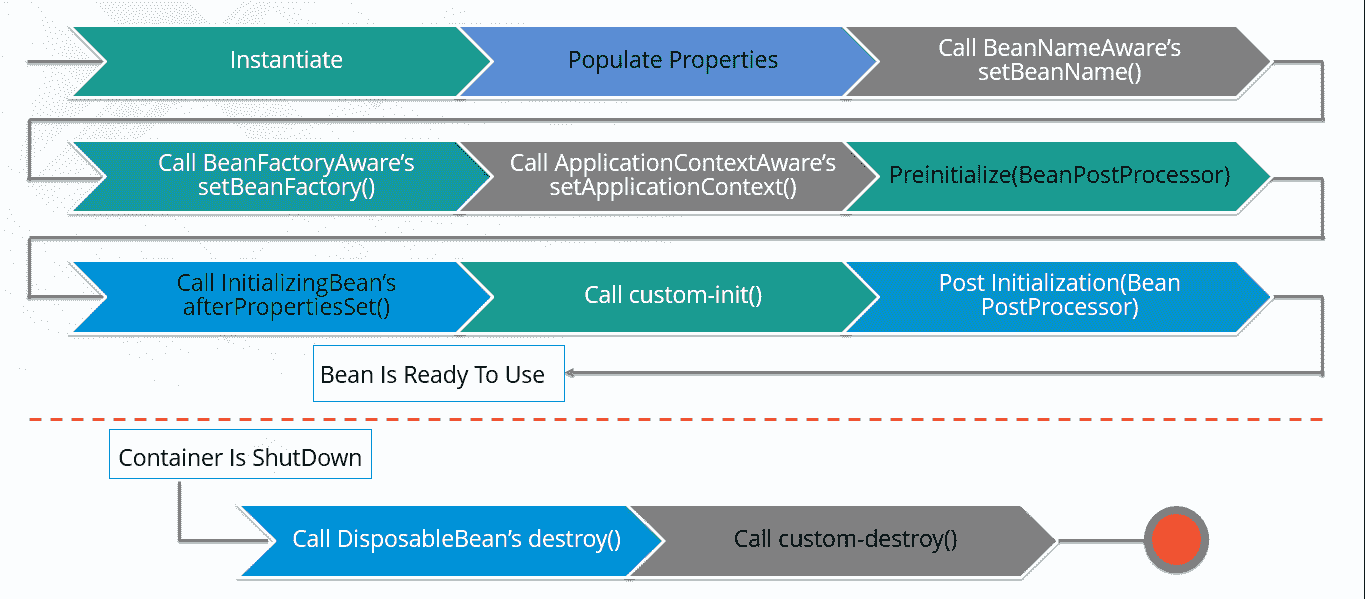 Instantiate
Populate Properties
Call BeanNameAware’s
setBeanName()
Call BeanFactoryAware’s
setBeanFactory()
Call ApplicationContextAware’s
setApplicationContext()
Preinitialize(BeanPostProcessor)
Call InitializingBean’s
afterPropertiesSet()
Call custom-init()
Post Initialization(Bean
PostProcessor)
Bean Is Ready To Use
Container Is ShutDown
Call DisposableBean’s destroy()
Call custom-destroy()